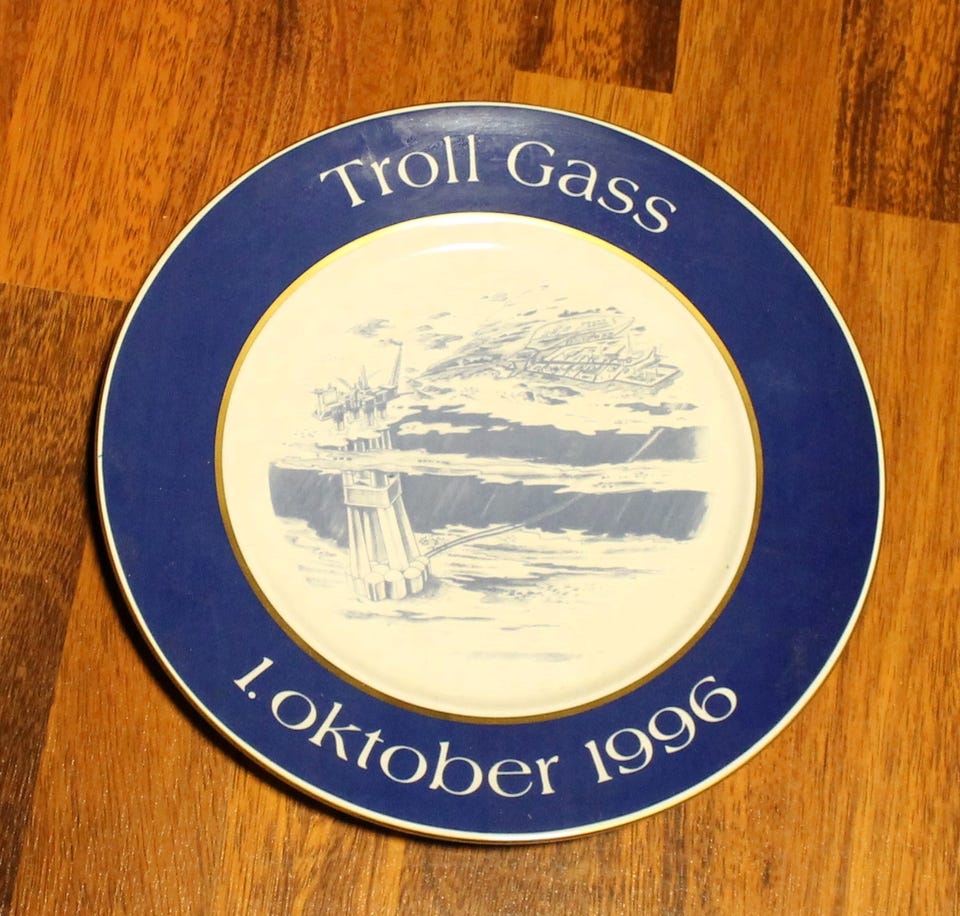 Troll Gass
1. oktober 1996